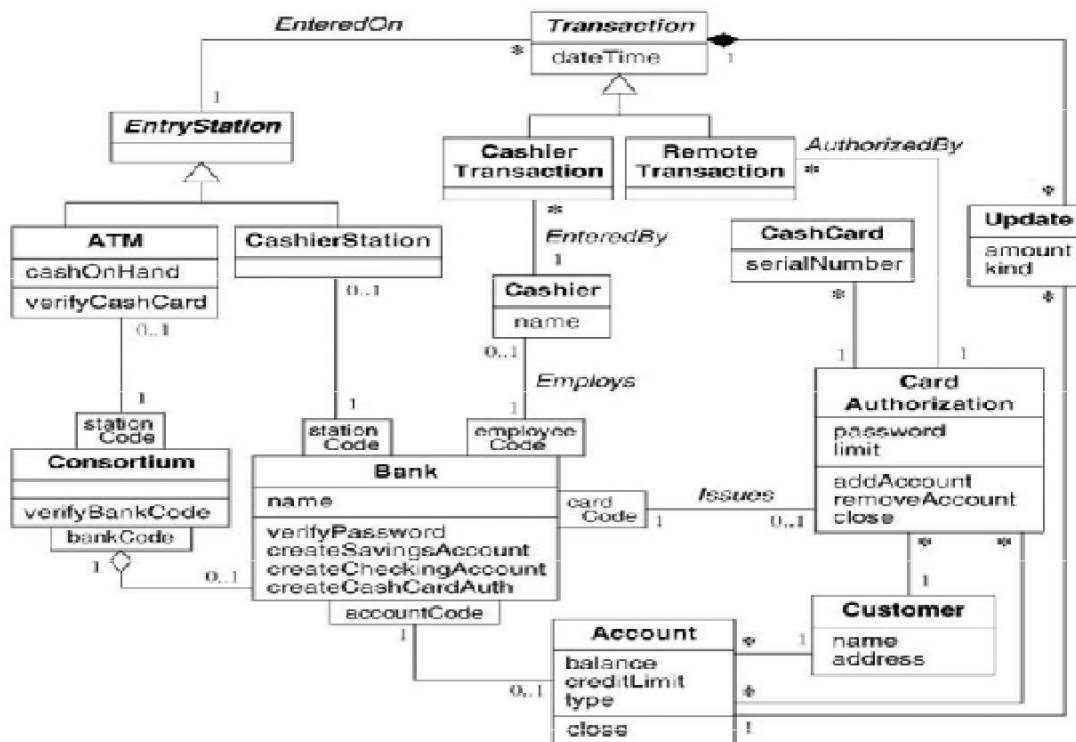 EnteredOn
Transaction
*
dateTime
1
1
EntryStation
Cashier
Transaction
Remote
Transaction
AuthorizedBy
*
*
*
ATM
cashOnHand
verifyCashCard
CashierStation
EnteredBy
CashCard
serialNumber
Update
amount
kind
0..1
1
*
*
0..1
Cashier
name
0..1
1
1
Employs
Card
Authorization
password
limit
addAccount
removeAccount
close
1
1
1
station
Code
station
Code
employee
Code
Consortium
verifyBankCode
bankCode
Bank
name
verifyPassword
createSavingsAccount
createCheckingAccount
createCashCardAuth
accountCode
card
Code
Issues
1
0..1
*
*
1
0..1
1
1
Customer
name
address
Account
balance
creditLimit
type
close
*
1
0..1
*
1